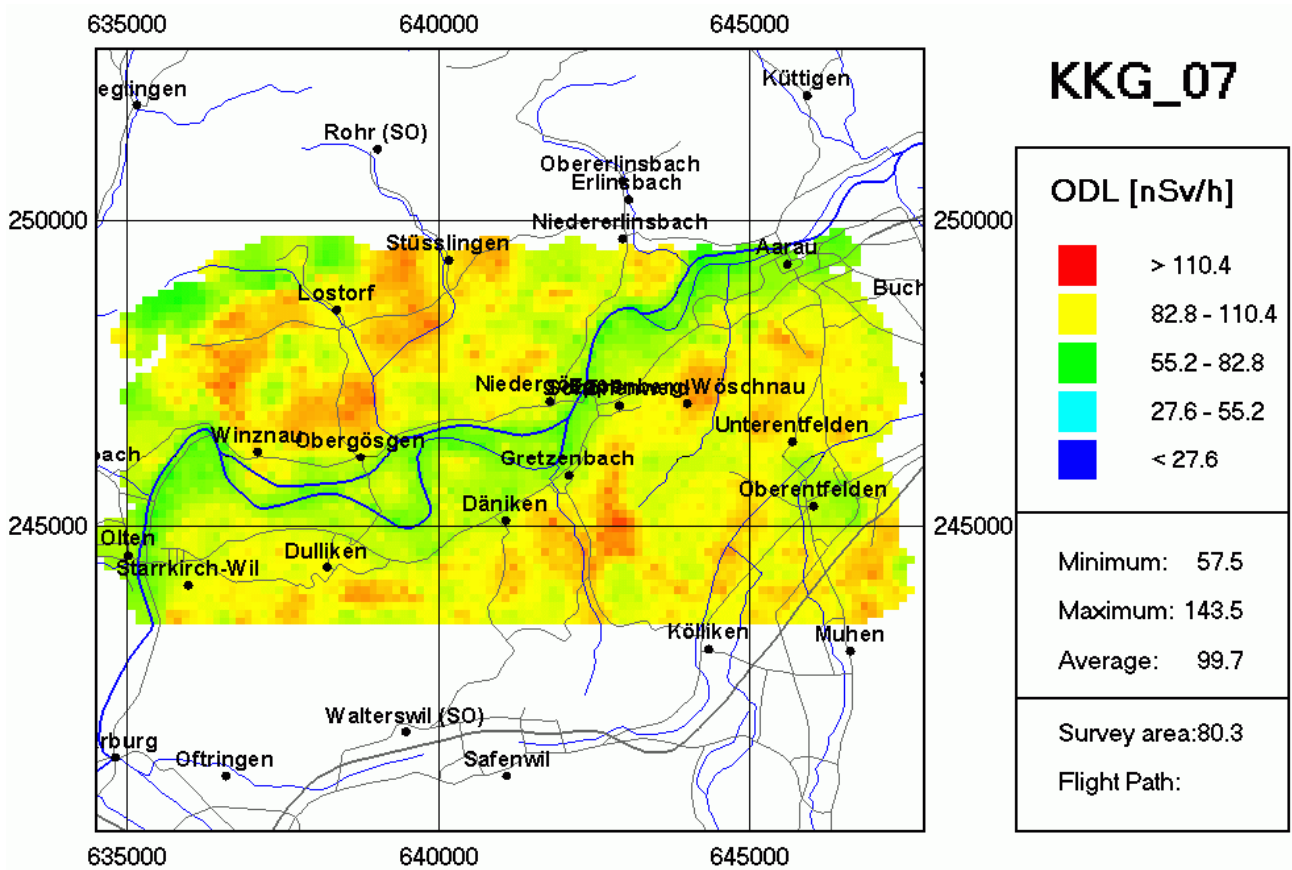 635000 640000 645000
KKG_07
eglingen
Küttigen
Rohr (SO)
Obererlinsbach
Erlinsbach
ODL [nSv/h]
250000 Niedererlinsbach 250000
Stüsslingen Aarau
> 110.4
Lostorf Buch
82.8 - 110.4
55.2 - 82.8
Niedergösgen Wöschnau
27.6 - 55.2
Winznau Obergösgen Unterentfelden
bach Gretzenbach
< 27.6
Däniken Oberentfelden
245000 245000
Olten Dulliken
Starrkirch-Wil
Minimum: 57.5
Maximum: 143.5
Kölliken Muhen
Average: 99.7
Walterswil (SO)
rburg Oftringen Safenwil
Survey area:80.3
Flight Path:
635000 640000 645000